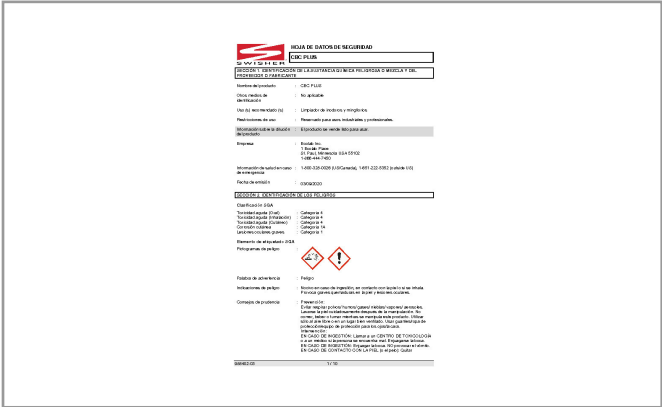 SWISHER
HOJA DE DATOS DE SEGURIDAD
CBC PLUS
SECCIÓN 1. IDENTIFICACIÓN DE LA SUSTANCIA QUÍMICA PELIGROSA O MEZCLA Y DEL
PROVEEDOR O FABRICANTE
Nombre del producto : CBC PLUS
Otros medios de : No aplicable
identificación
Uso(s) recomendado(s) : Limpiador de inodoros y mingitorios
Restricciones de uso : Reservado para usos industriales y profesionales.
Información sobre la dilución : El producto se vende listo para usar.
del producto
Empresa : Ecolab Inc.
1 Ecolab Place
St. Paul, Minnesota USA 55102
1-866-444-7450
Información de salud en caso : 1-800-328-0026 (US/Canada), 1-651-222-5352 (outside US)
de emergencia
Fecha de emisión : 03/04/2020
SECCIÓN 2. IDENTIFICACIÓN DE LOS PELIGROS
Clasificación SGA
Toxicidad aguda (Oral) : Categoría 4
Toxicidad aguda (Inhalación) : Categoría 4
Toxicidad aguda (Cutáneo) : Categoría 4
Corrosión cutánea : Categoría 1A
Lesiones oculares graves : Categoría 1
Elemento de etiquetado SGA
Pictogramas de peligro :
Palabra de advertencia : Peligro
Indicaciones de peligro : Nocivo en caso de ingestión, en contacto con la piel o si se inhala
Provoca graves quemaduras en la piel y lesiones oculares.
Consejos de prudencia : Prevención:
Evitar respirar polvos/humos/gases/nieblas/vapores/aerosoles.
Lavarse la piel cuidadosamente después de la manipulación. No
comer, beber o fumar mientras se manipula este producto. Utilizar
sólo al aire libre o en un lugar bien ventilado. Usar guantes/ropa de
protección/equipo de protección para los ojos/la cara.
Intervención:
EN CASO DE INGESTIÓN: Llamar a un CENTRO DE TOXICOLOGÍA
o a un médico si la persona se encuentra mal. Enjuagarse la boca.
EN CASO DE INGESTIÓN: Enjuagar la boca. NO provocar el vómito.
EN CASO DE CONTACTO CON LA PIEL (o el pelo): Quitar
1 / 10